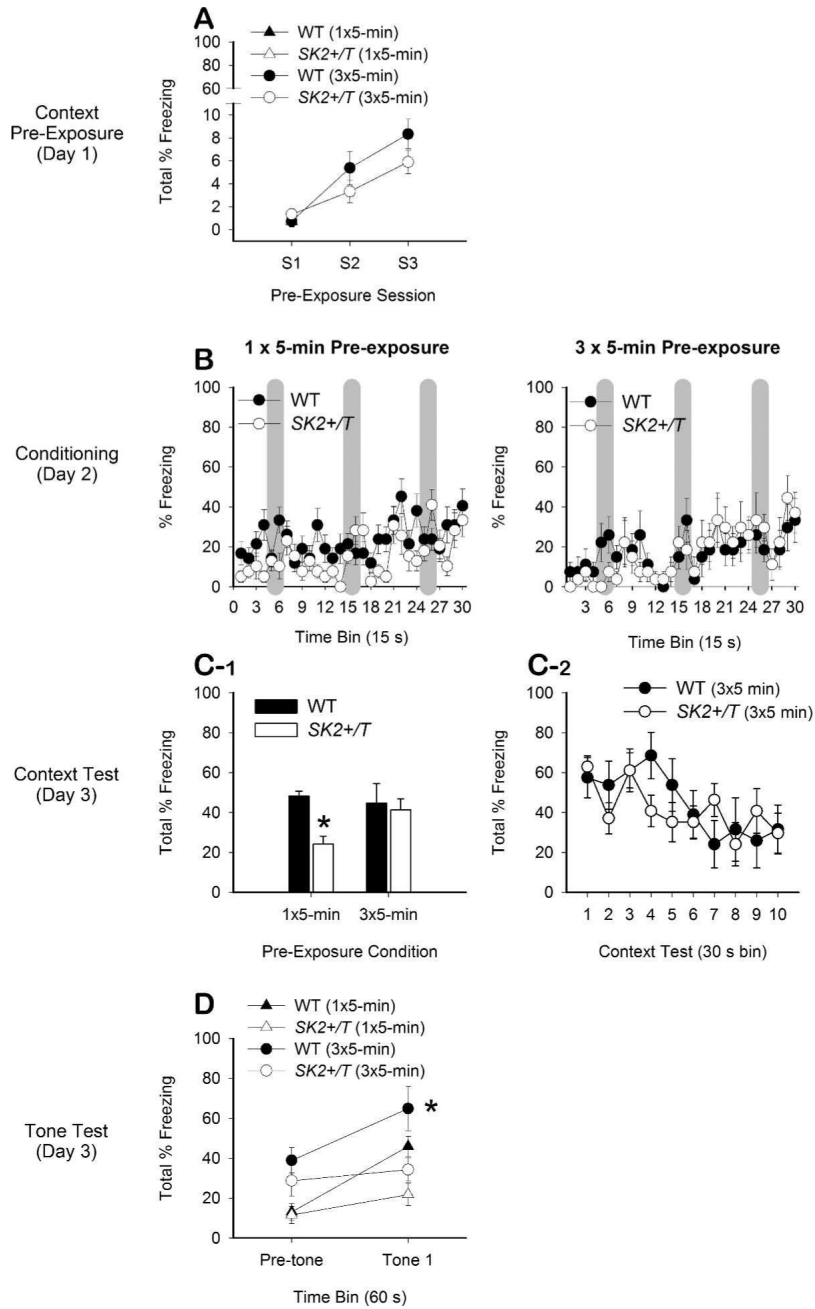 A
WT (1x5-min)
SK2+/T (1x5-min)
WT (3x5-min)
SK2+/T (3x5-min)
Context
Pre-Exposure
(Day 1)
Total % Freezing
100
80
60
10
8
6
4
2
0
S1 S2 S3
Pre-Exposure Session
B
1 x 5-min Pre-exposure
3 x 5-min Pre-exposure
Conditioning
(Day 2)
% Freezing
100
80
60
40
20
0
WT
SK2+/T
0 3 6 9 12 15 18 21 24 27 30
Time Bin (15 s)
% Freezing
100
80
60
40
20
0
WT
SK2+/T
3 6 9 12 15 18 21 24 27 30
Time Bin (15 s)
C-1
Context Test
(Day 3)
Total % Freezing
100
80
60
40
20
0
WT
SK2+/T
*
1x5-min 3x5-min
Pre-Exposure Condition
C-2
Total % Freezing
100
80
60
40
20
0
WT (3x5 min)
SK2+/T (3x5 min)
1 2 3 4 5 6 7 8 9 10
Context Test (30 s bin)
D
WT (1x5-min)
SK2+/T (1x5-min)
WT (3x5-min)
SK2+/T (3x5-min)
Tone Test
(Day 3)
Total % Freezing
100
80
60
40
20
0
*
Pre-tone Tone 1
Time Bin (60 s)